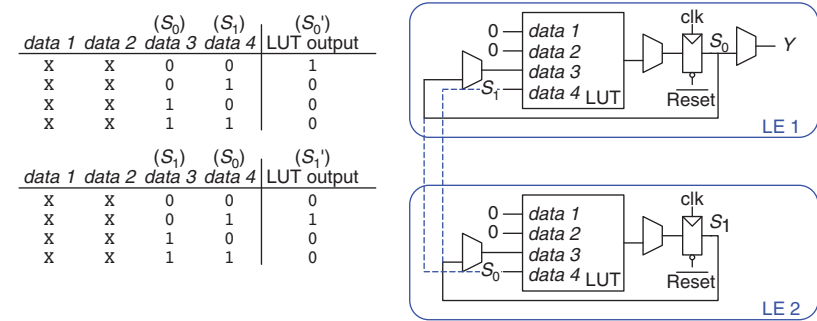 (S0) (S1) (S0')
data 1 data 2 data 3 data 4 LUT output
X X 0 0 1
X X 0 1 0
X X 1 0 0
X X 1 1 0
(S1) (S0) (S1')
data 1 data 2 data 3 data 4 LUT output
X X 0 0 0
X X 0 1 1
X X 1 0 0
X X 1 1 0
clk
0 data 1
0 data 2
data 3
S1 data 4
LUT
S0
Y
Reset
LE 1
clk
0 data 1
0 data 2
data 3
S0 data 4
LUT
S1
Reset
LE 2